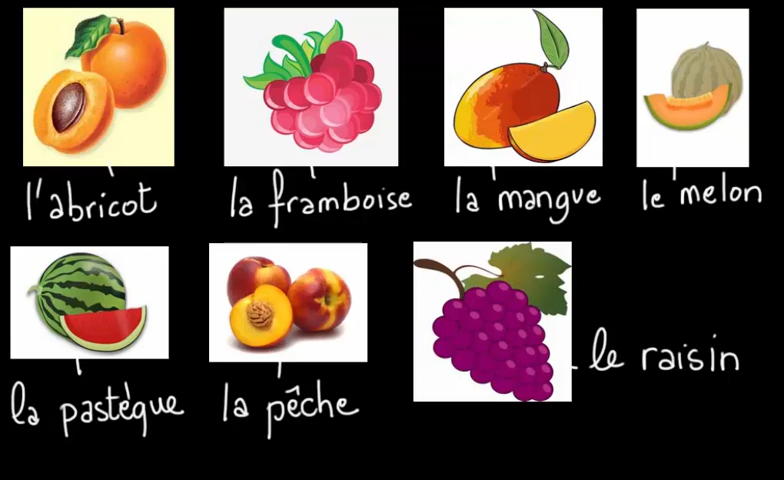 l'abricot
la framboise
la mangue
le melon
la pastèque
la pêche
le raisin